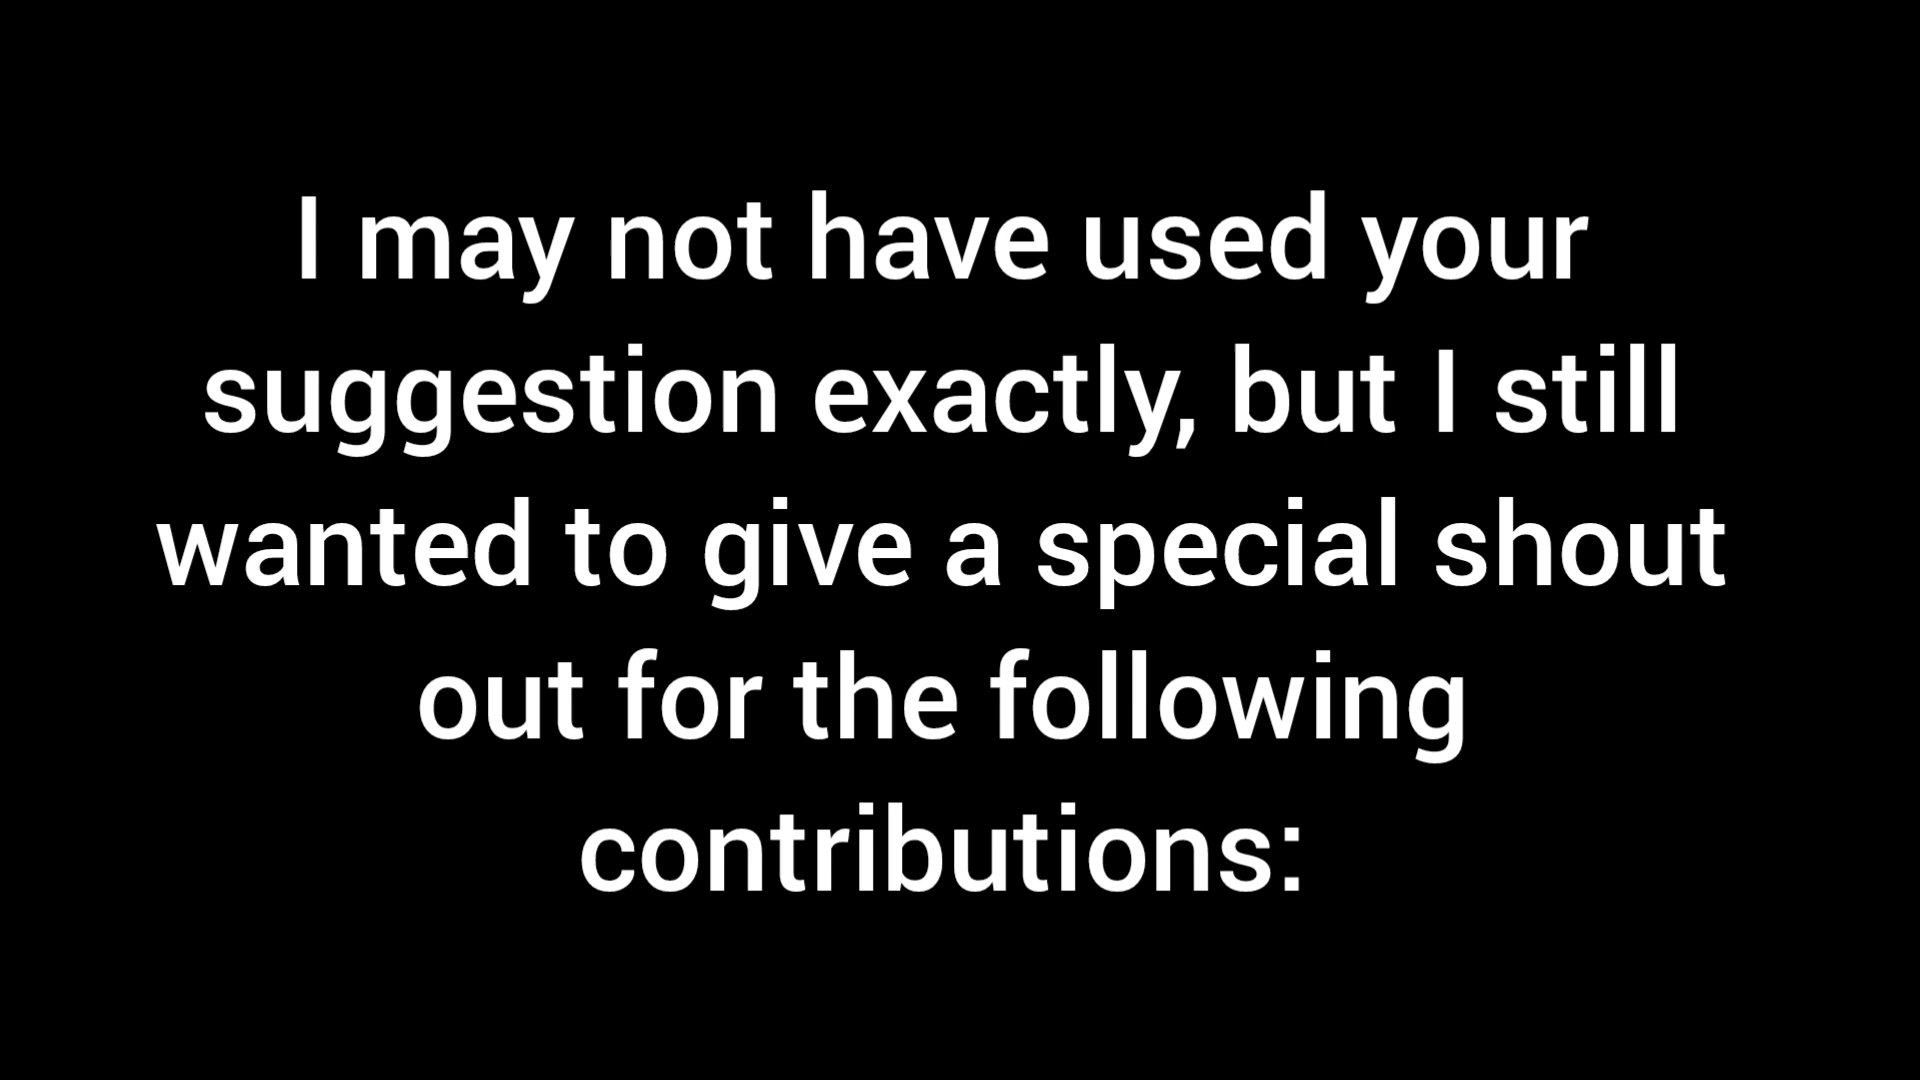 I may not have used your
suggestion exactly, but I still
wanted to give a special shout
out for the following
contributions: